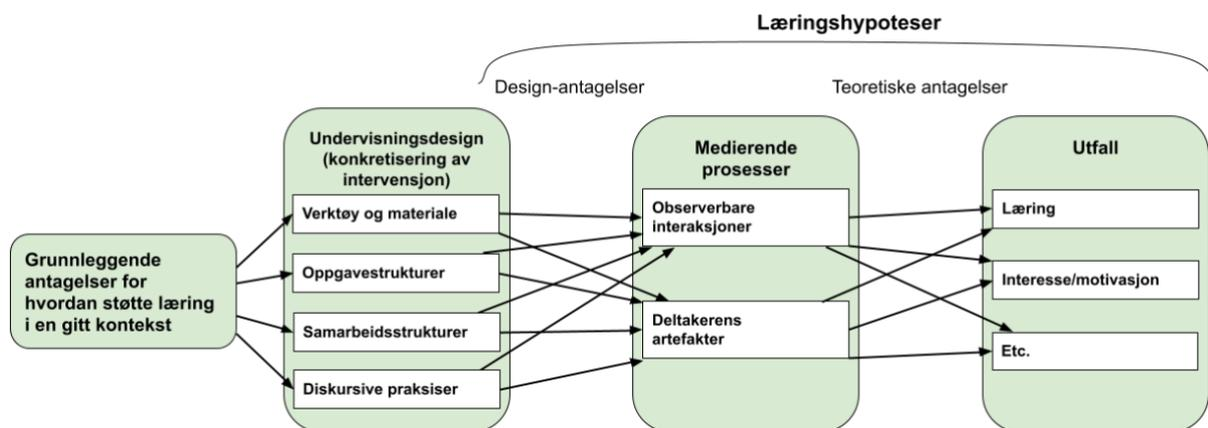 Læringshypoteser
Design-antagelser
Teoretiske antagelser
Grunnleggende
antagelser for
hvordan støtte læring
i en gitt kontekst
Undervisningsdesign
(konkretisering av
intervensjon)
Verktøy og materiale
Oppgavestrukturer
Samarbeidsstrukturer
Diskursive praksiser
Medierende
prosesser
Observerbare
interaksjoner
Deltakerens
artefakter
Utfall
Læring
Interesse/motivasjon
Etc.